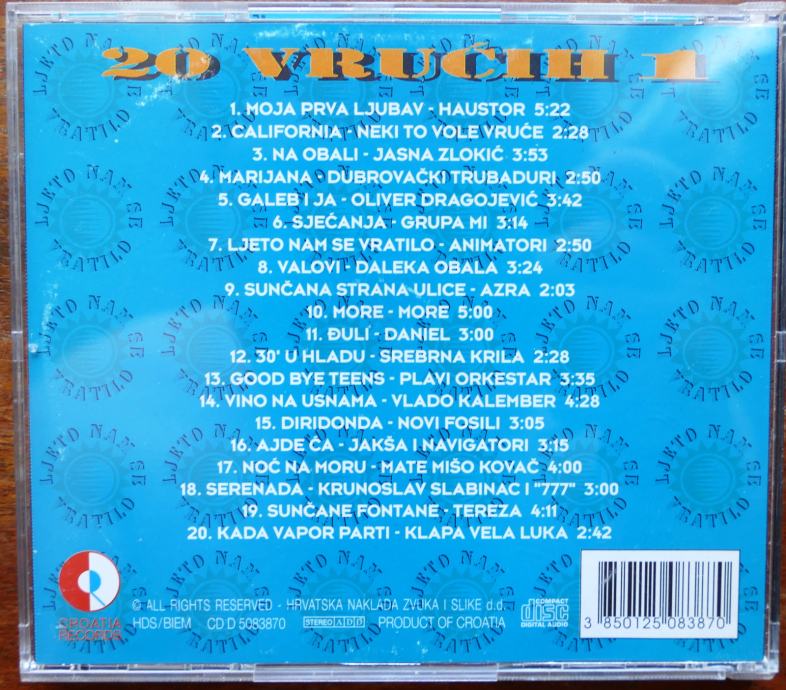 20 VRUĆIH 1
1. MOJA PRVA LJUBAV - HAUSTOR 5:22
2. CALIFORNIA - NEKI TO VOLE VRUĆE 2:28
3. NA OBALI - JASNA ZLOKIĆ 3:53
4. MARIJANA - DUBROVAČKI TRUBADURI 2:50
5. GALEB I JA - OLIVER DRAGOJEVIĆ 3:42
6. SJEĆANJA - GRUPA MI 3:14
7. LJETO NAM SE VRATILO - ANIMATORI 2:50
8. VALOVI - DALEKA OBALA 3:24
9. SUNČANA STRANA ULICE - AZRA 2:03
10. MORE - MORE 5:00
11. ĐULI - DANIEL 3:00
12. 30' U HLADU - SREBRNA KRILA 2:28
13. GOOD BYE TEENS - PLAVI ORKESTAR 3:35
14. VINO NA USNAMA - VLADO KALEMBER 4:28
15. DIRIDONDA - NOVI FOSILI 3:05
16. AJDE ĆA - JAKŠA I NAVIGATORI 3:15
17. NOĆ NA MORU - MATE MIŠO KOVAČ 4:00
18. SERENADA - KRUNOSLAV SLABINAC I "777" 3:00
19. SUNČANE FONTANE - TEREZA 4:11
20. KADA VAPOR PARTI - KLAPA VELA LUKA 2:42
LJETO NAM SE VRATILO
CROATIA RECORDS
© ALL RIGHTS RESERVED - HRVATSKA NAKLADA ZVUKA I SLIKE d.d.
HDS/BIEM CD D 5083870 STEREO A D D PRODUCT OF CROATIA
COMPACT disc DIGITAL AUDIO
3 850125 083870